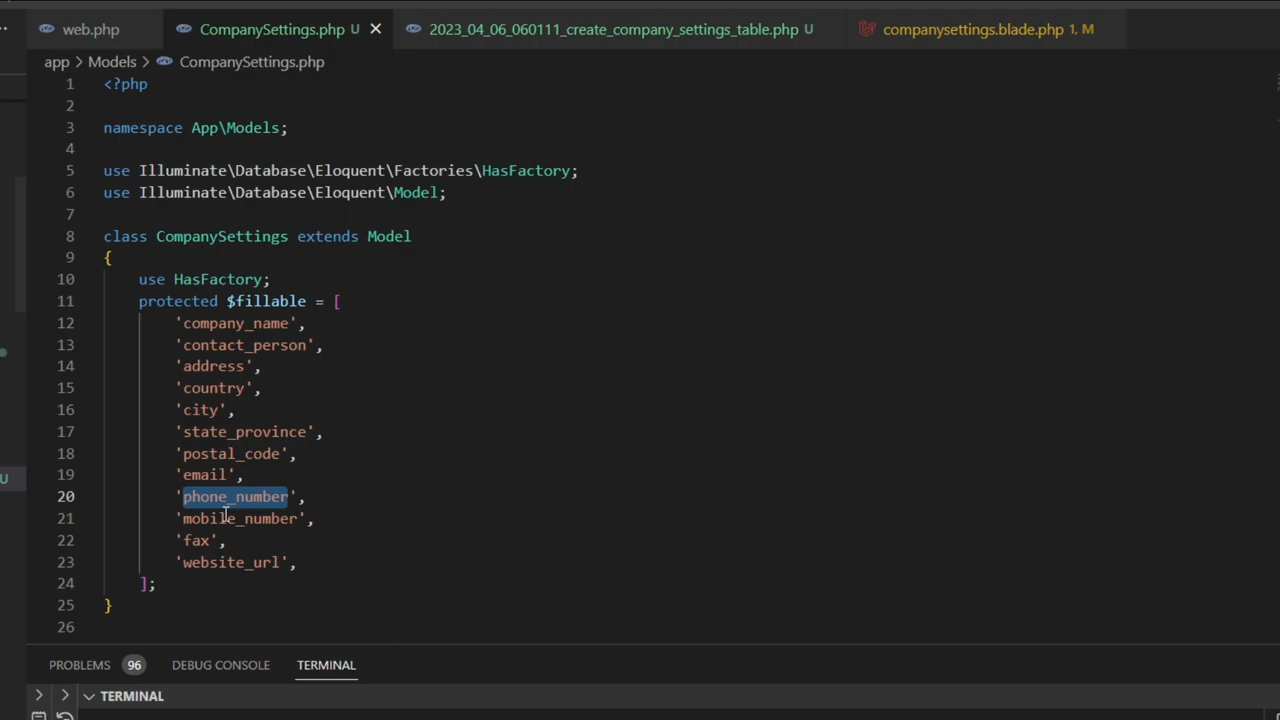 web.php CompanySettings.php U 2023_04_06_060111_create_company_settings_table.php U companysettings.blade.php 1, M
app > Models > CompanySettings.php
1 <?php
2
3 namespace App\Models;
4
5 use Illuminate\Database\Eloquent\Factories\HasFactory;
6 use Illuminate\Database\Eloquent\Model;
7
8 class CompanySettings extends Model
9 {
10 use HasFactory;
11 protected $fillable = [
12 'company_name',
13 'contact_person',
14 'address',
15 'country',
16 'city',
17 'state_province',
18 'postal_code',
19 'email',
U
20 'phone_number',
21 'mobile_number',
22 'fax',
23 'website_url',
24 ];
25 }
26
PROBLEMS 96 DEBUG CONSOLE TERMINAL
TERMINAL